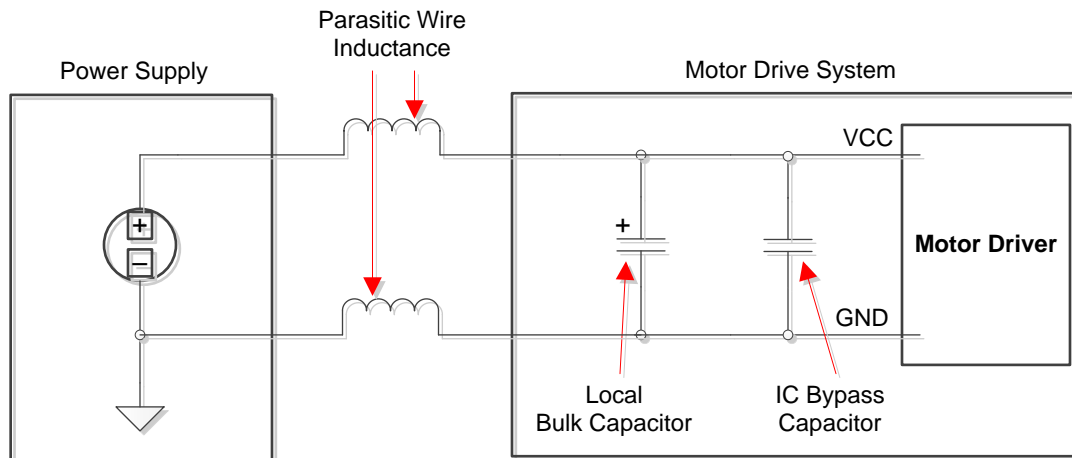 Parasitic Wire
Inductance
Power Supply
Motor Drive System
VCC
+
+
–
Motor Driver
GND
Local
Bulk Capacitor
IC Bypass
Capacitor